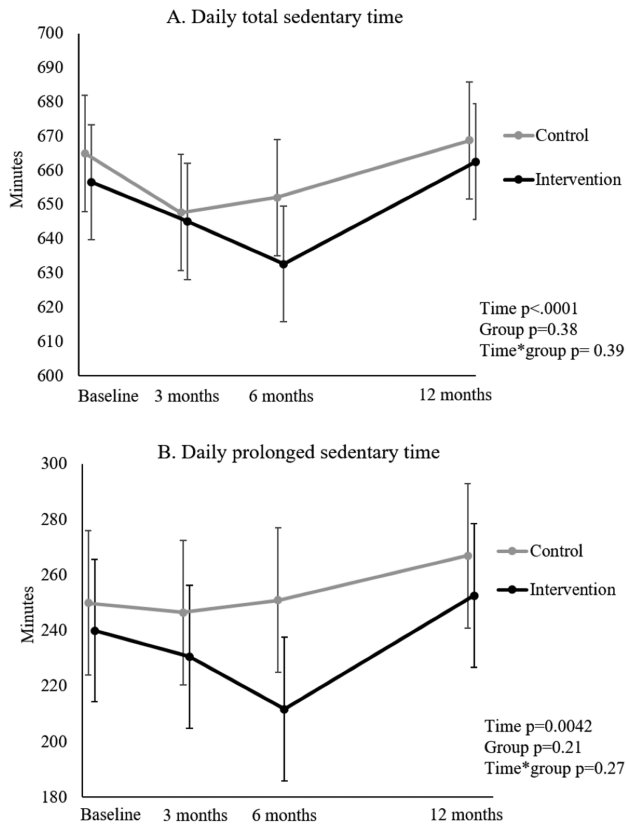 A. Daily total sedentary time
700
690
680
670
660
650
640
630
620
610
600
Minutes
Control
Intervention
Time p<.0001
Group p=0.38
Time*group p= 0.39
Baseline 3 months 6 months 12 months
B. Daily prolonged sedentary time
300
280
260
240
220
200
180
Minutes
Control
Intervention
Time p=0.0042
Group p=0.21
Time*group p=0.27
Baseline 3 months 6 months 12 months